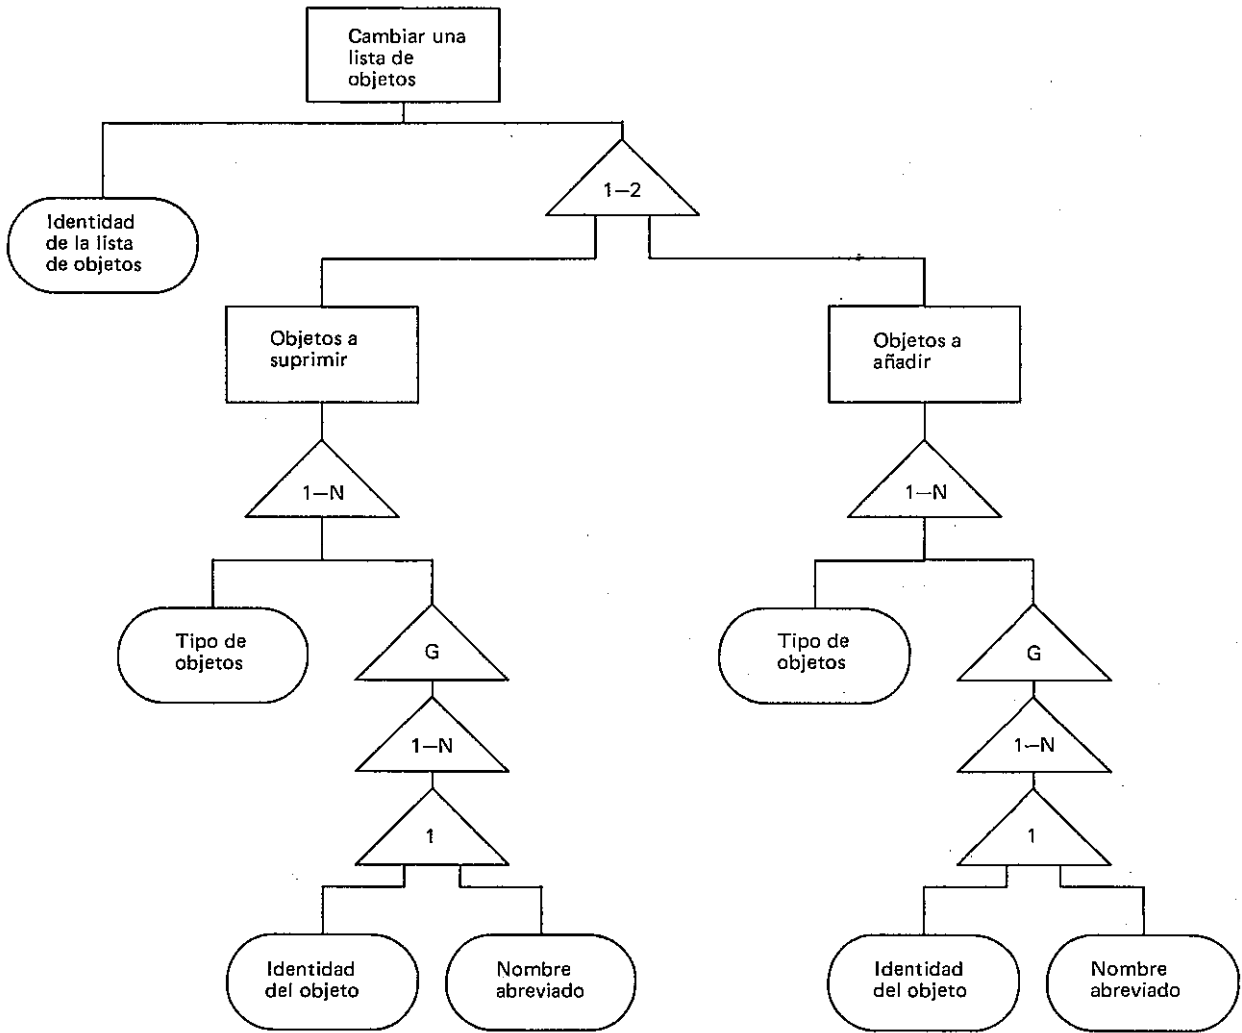 Cambiar una
lista de
objetos
1–2
Identidad
de la lista
de objetos
Objetos a
suprimir
Objetos a
añadir
1–N
1–N
Tipo de
objetos
G
Tipo de
objetos
G
1–N
1–N
1
1
Identidad
del objeto
Nombre
abreviado
Identidad
del objeto
Nombre
abreviado